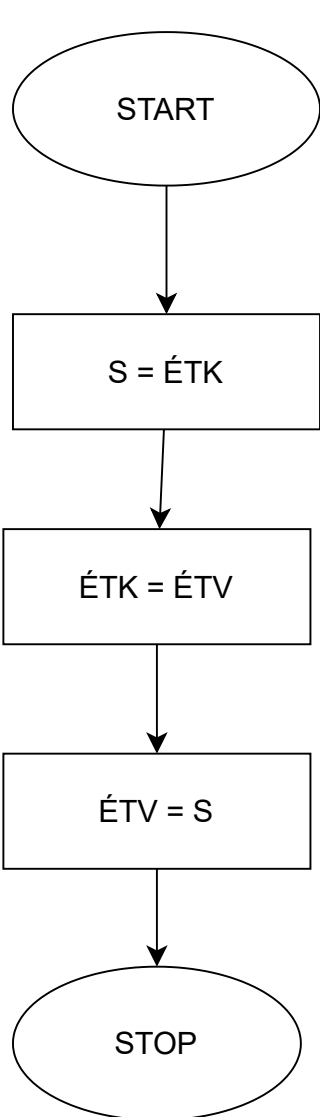 START
S = ÉTK
ÉTK = ÉTV
ÉTV = S
STOP